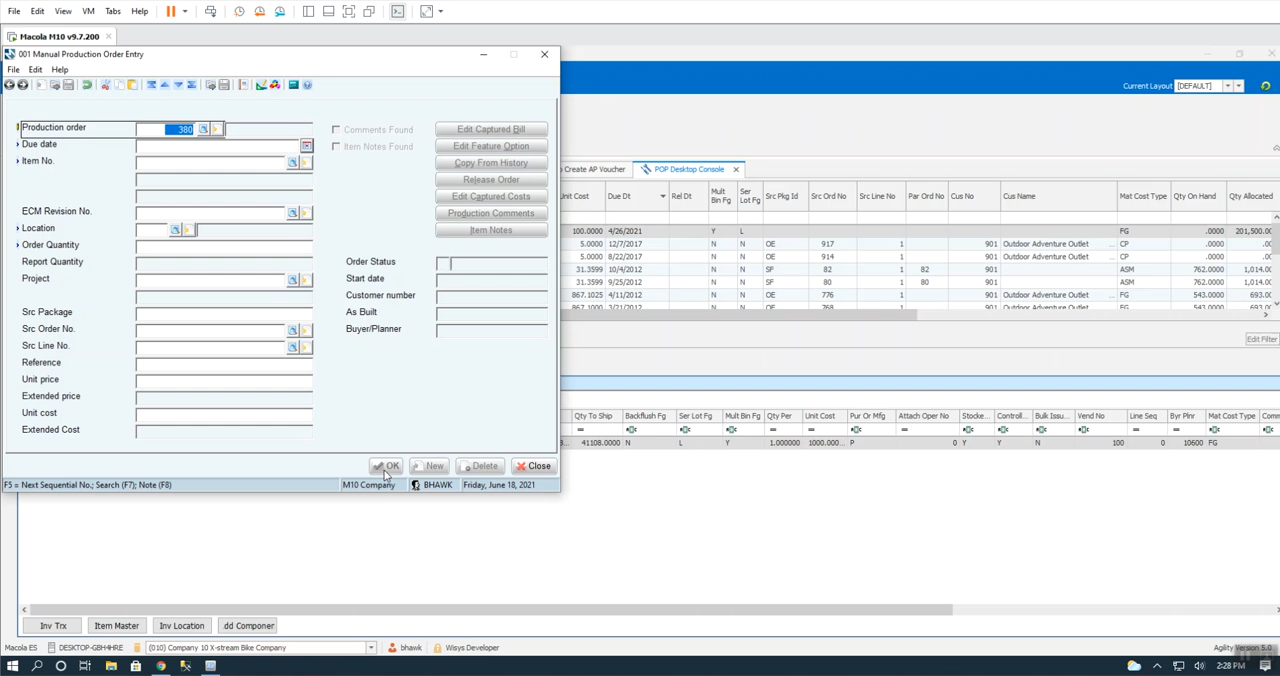 File Edit View VM Tabs Help
Macola M10 v9.7.200
001 Manual Production Order Entry
File Edit Help
Current Layout [DEFAULT]
Production order 380
Due date
Item No.
ECM Revision No.
Location
Order Quantity
Report Quantity
Project
Src Package
Src Order No.
Src Line No.
Reference
Unit price
Extended price
Unit cost
Extended Cost
Comments Found
Item Notes Found
Edit Captured Bill
Edit Feature Option
Copy From History
Release Order
Edit Captured Costs
Production Comments
Item Notes
Order Status
Start date
Customer number
As Built
Buyer/Planner
OK New Delete Close
F5 = Next Sequential No.; Search (F7); Note (F8) M10 Company BHAWK Friday, June 18, 2021
Create AP Voucher POP Desktop Console
Unit Cost Due Dt Rel Dt Mult Bin Fg Ser Lot Fg Src Pkg Id Src Ord No Src Line No Par Ord No Cus No Cus Name Mat Cost Type Qty On Hand Qty Allocated
100.0000 4/26/2021 Y L FG .0000 201,500.00
5.0000 12/7/2017 OE 917 1 901 Outdoor Adventure Outlet ... CP .0000 .00
5.0000 8/22/2017 OE 914 1 901 Outdoor Adventure Outlet ... CP .0000 .00
31.3599 10/4/2012 SF 82 1 82 901 ASM 762.0000 1,014.00
31.3599 9/25/2012 SF 80 1 80 901 ASM 762.0000 1,014.00
867.1025 4/11/2012 OE 776 1 901 Outdoor Adventure Outlet ... FG 543.0000 693.0
Edit Filter
Qty To Ship Backflush Fg Ser Lot Fg Mult Bin Fg Qty Per Unit Cost Pur Or Mfg Attach Oper No Stocke... Controll... Bulk Issu... Vend No Line Seq Byr Plnr Mat Cost Type Com
41108.0000 N L Y 1.000000 1000.000... P 0 Y Y N 100 0 10600 FG
Inv Trx Item Master Inv Location dd Componer
Macola ES DESKTOP-GBH4HRE (010) Company 10 X-stream Bike Company bhawk Wisys Developer Agility Version 5.0
2:28 PM